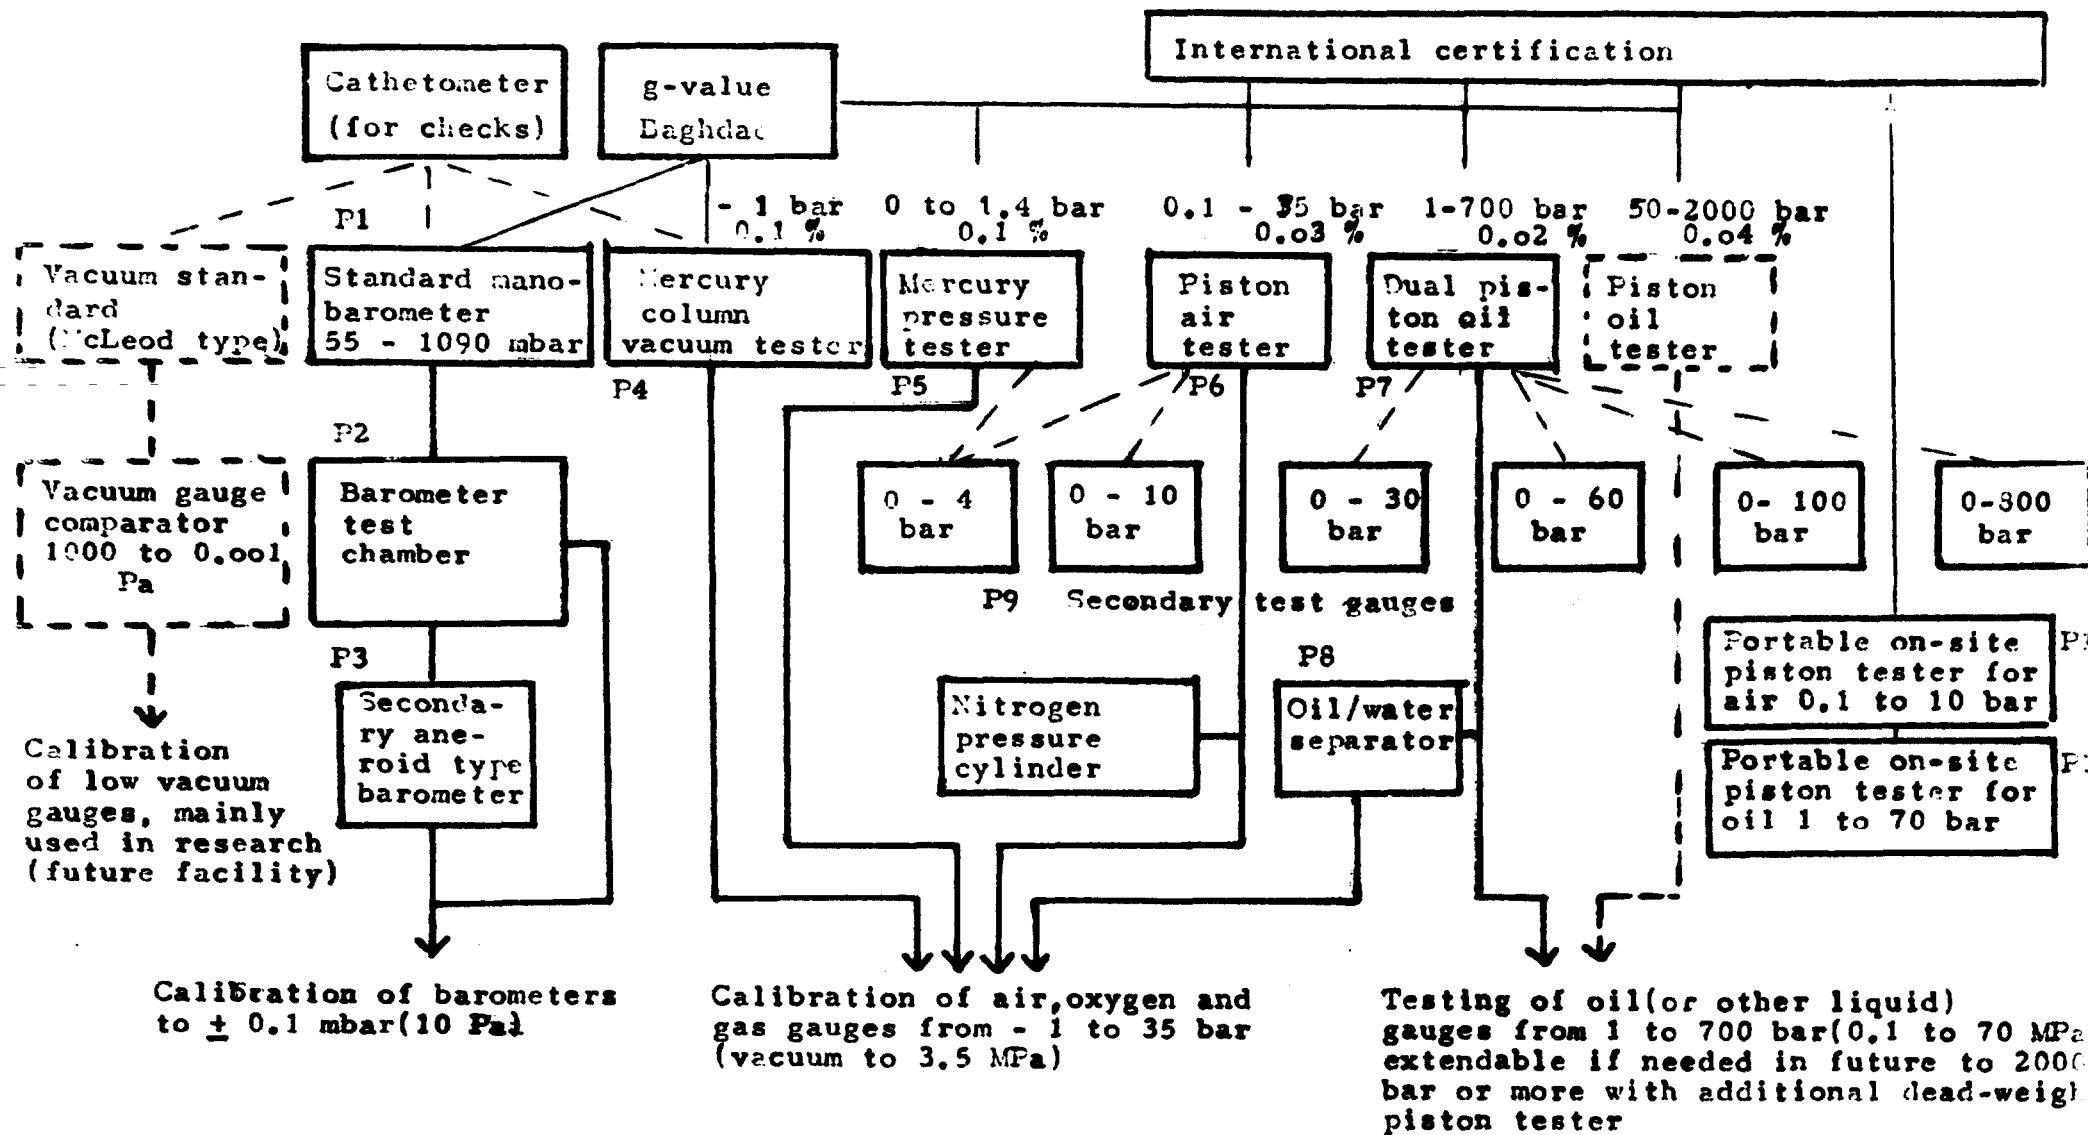 International certification
Cathetometer
(for checks)
g-value
P1
- 1 bar
0.1 %
0 to 1.4 bar
0.1 %
0.1 - 35 bar
0.o3 %
1-700 bar
0.o2 %
50-2000 bar
0.o4 %
Vacuum stan-
dard
(McLeod type)
Standard mano-
barometer
55 - 1090 mbar
Mercury
column
vacuum tester
Mercury
pressure
tester
Piston
air
tester
Dual pis-
ton oil
tester
Piston
oil
tester
P4
P5
P6
P7
P2
Vacuum gauge
comparator
1000 to 0.oo1
Pa
Barometer
test
chamber
0 - 4
bar
0 - 10
bar
0 - 30
bar
0 - 60
bar
0- 100
bar
0-800
bar
P9 Secondary test gauges
P3
Seconda-
ry ane-
roid type
barometer
Nitrogen
pressure
cylinder
P8
Oil/water
separator
Portable on-site
piston tester for
air 0.1 to 10 bar
Portable on-site
piston tester for
oil 1 to 70 bar
Calibration
of low vacuum
gauges, mainly
used in research
(future facility)
Calibration of barometers
to ± 0.1 mbar(10 Pa)
Calibration of air,oxygen and
gas gauges from - 1 to 35 bar
(vacuum to 3.5 MPa)
Testing of oil(or other liquid)
gauges from 1 to 700 bar(0.1 to 70 MPa
extendable if needed in future to
bar or more with additional
piston tester